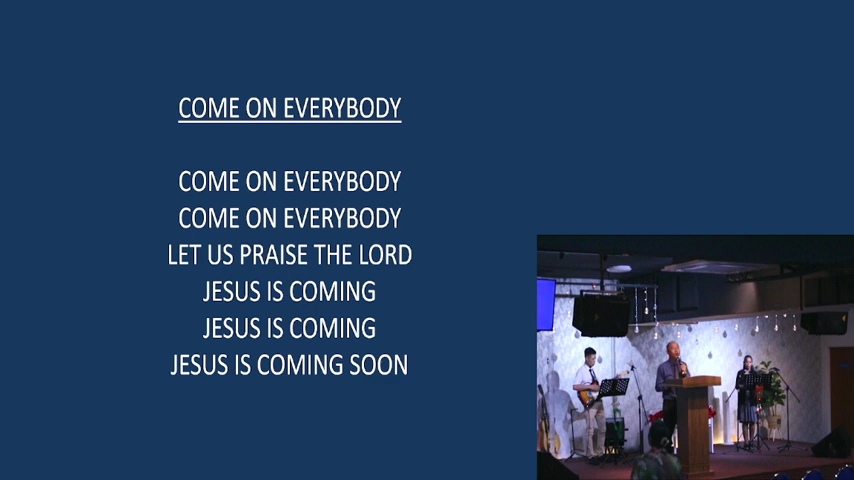 COME ON EVERYBODY
COME ON EVERYBODY
COME ON EVERYBODY
LET US PRAISE THE LORD
JESUS IS COMING
JESUS IS COMING
JESUS IS COMING SOON